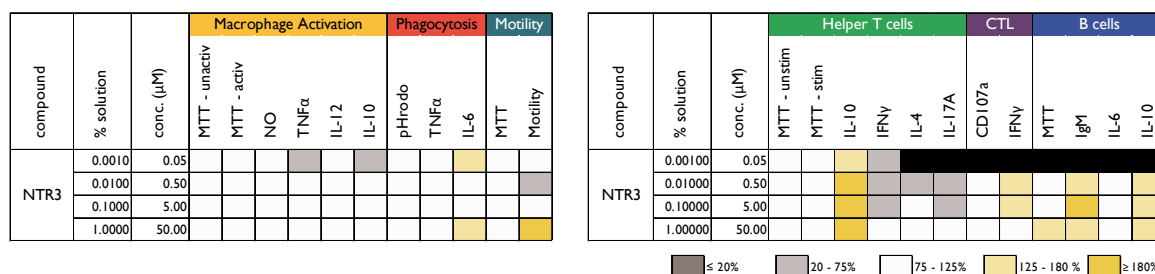 Macrophage Activation Phagocytosis Motility
compound % solution conc. (μM) MTT - unactiv MTT - activ NO TNFα IL-12 IL-10 pHrodo TNFα IL-6 MTT Motility
NTR3
0.0010 0.05
0.0100 0.50
0.1000 5.00
1.0000 50.00
Helper T cells CTL B cells
compound % solution conc. (μM) MTT - unstim MTT - stim IL-10 IFNγ IL-4 IL-17A CD107a IFNγ MTT IgM IL-6 IL-10
NTR3
0.00100 0.05
0.01000 0.50
0.10000 5.00
1.00000 50.00
≤ 20% 20 - 75% 75 - 125% 125 - 180 % ≥ 180%